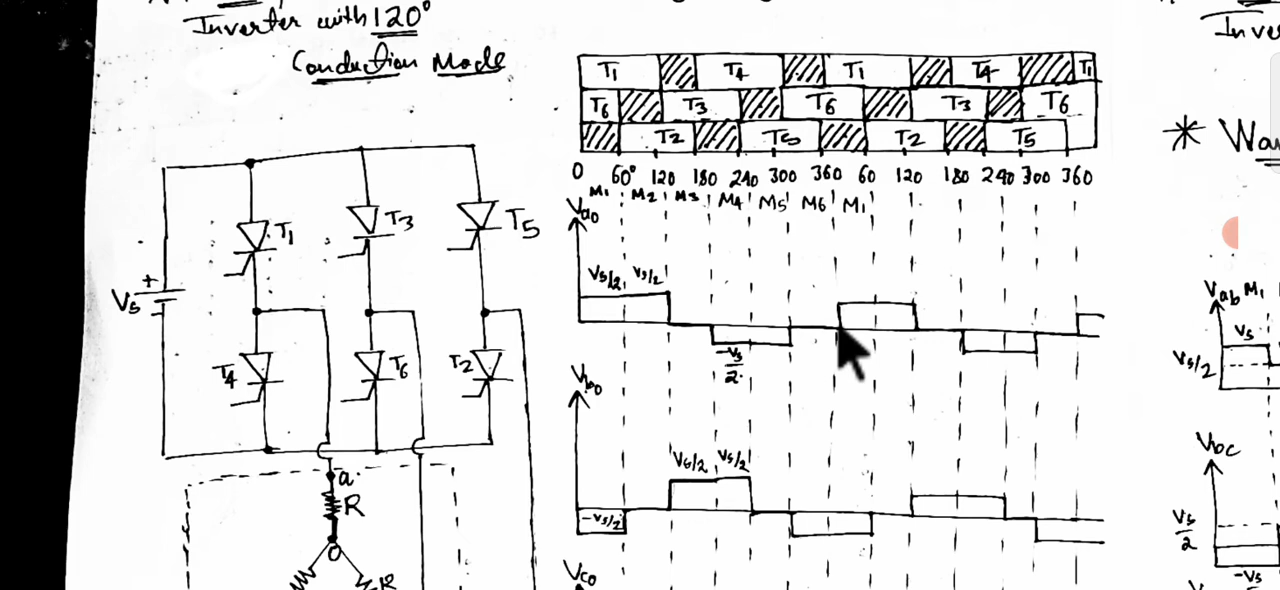 Inverter with 120°
Conduction Mode
T1 T4 T1 T4 T1
T6 T3 T6 T3 T6
T2 T5 T2 T5
0 60° 120 180 240 300 360 60 120 180 240 300 360
M1 M2 M3 M4 M5 M6 M1
Vao
Vs/2 Vs/2
-Vs/2
Vbo
Vs/2 Vs/2
-Vs/2
Vco
T1 T3 T5
+
Vs
T4 T6 T2
a
R
O
R
Inve
* Wa
Vab M1
Vs
Vs/2
Vbc
Vs/2
-Vs